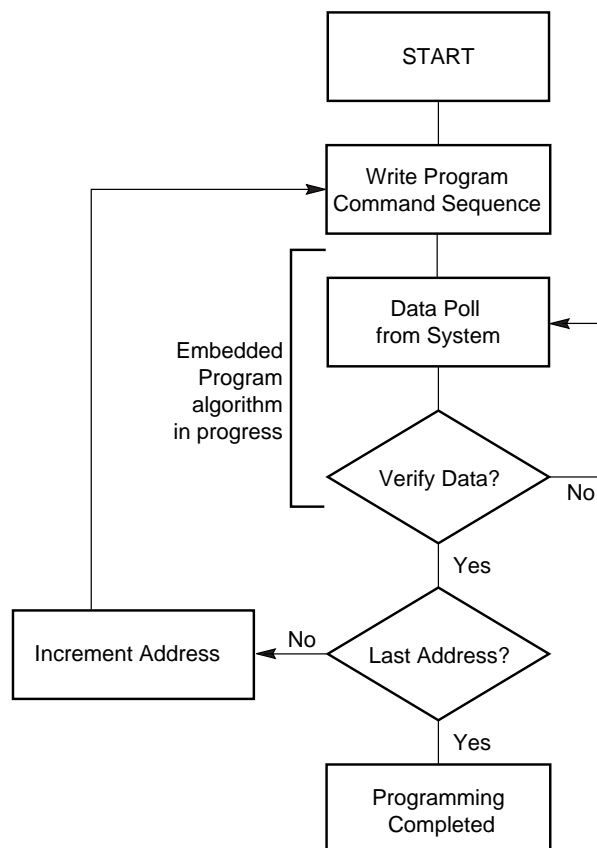 START
Write Program
Command Sequence
Data Poll
from System
Embedded
Program
algorithm
in progress
Verify Data?
No
Yes
No
Increment Address
Last Address?
Yes
Programming
Completed